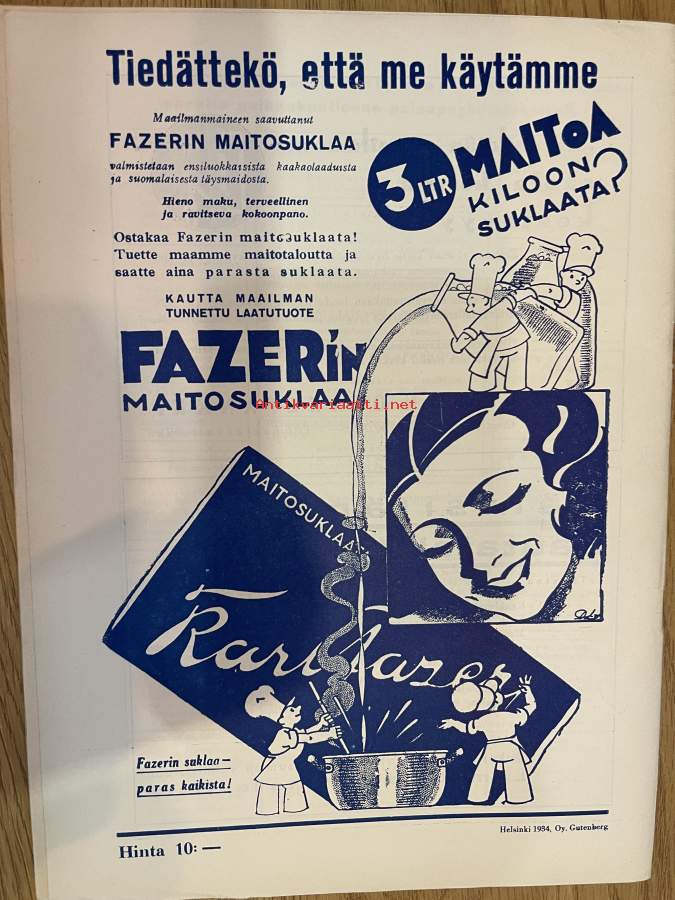 Tiedättekö, että me käytämme
Maailmanmaineen saavuttanut
FAZERIN MAITOSUKLAA
valmistetaan ensiluokkaisista kaakaolaaduista
ja suomalaisesta täysmaidosta.
Hieno maku, terveellinen
ja ravitseva kokoonpano.
Ostakaa Fazerin maitosuklaata!
Tuette maamme maitotaloutta ja
saatte aina parasta suklaata.
KAUTTA MAAILMAN
TUNNETTU LAATUTUOTE
FAZERin
MAITOSUKLAA
3 LTR MAITOA
KILOON
SUKLAATA?
Antikvariaatti.net
MAITOSUKLAA
Karl Fazer
Fazerin suklaa—
paras kaikista!
Helsinki 1934, Oy. Gutenberg
Hinta 10: —